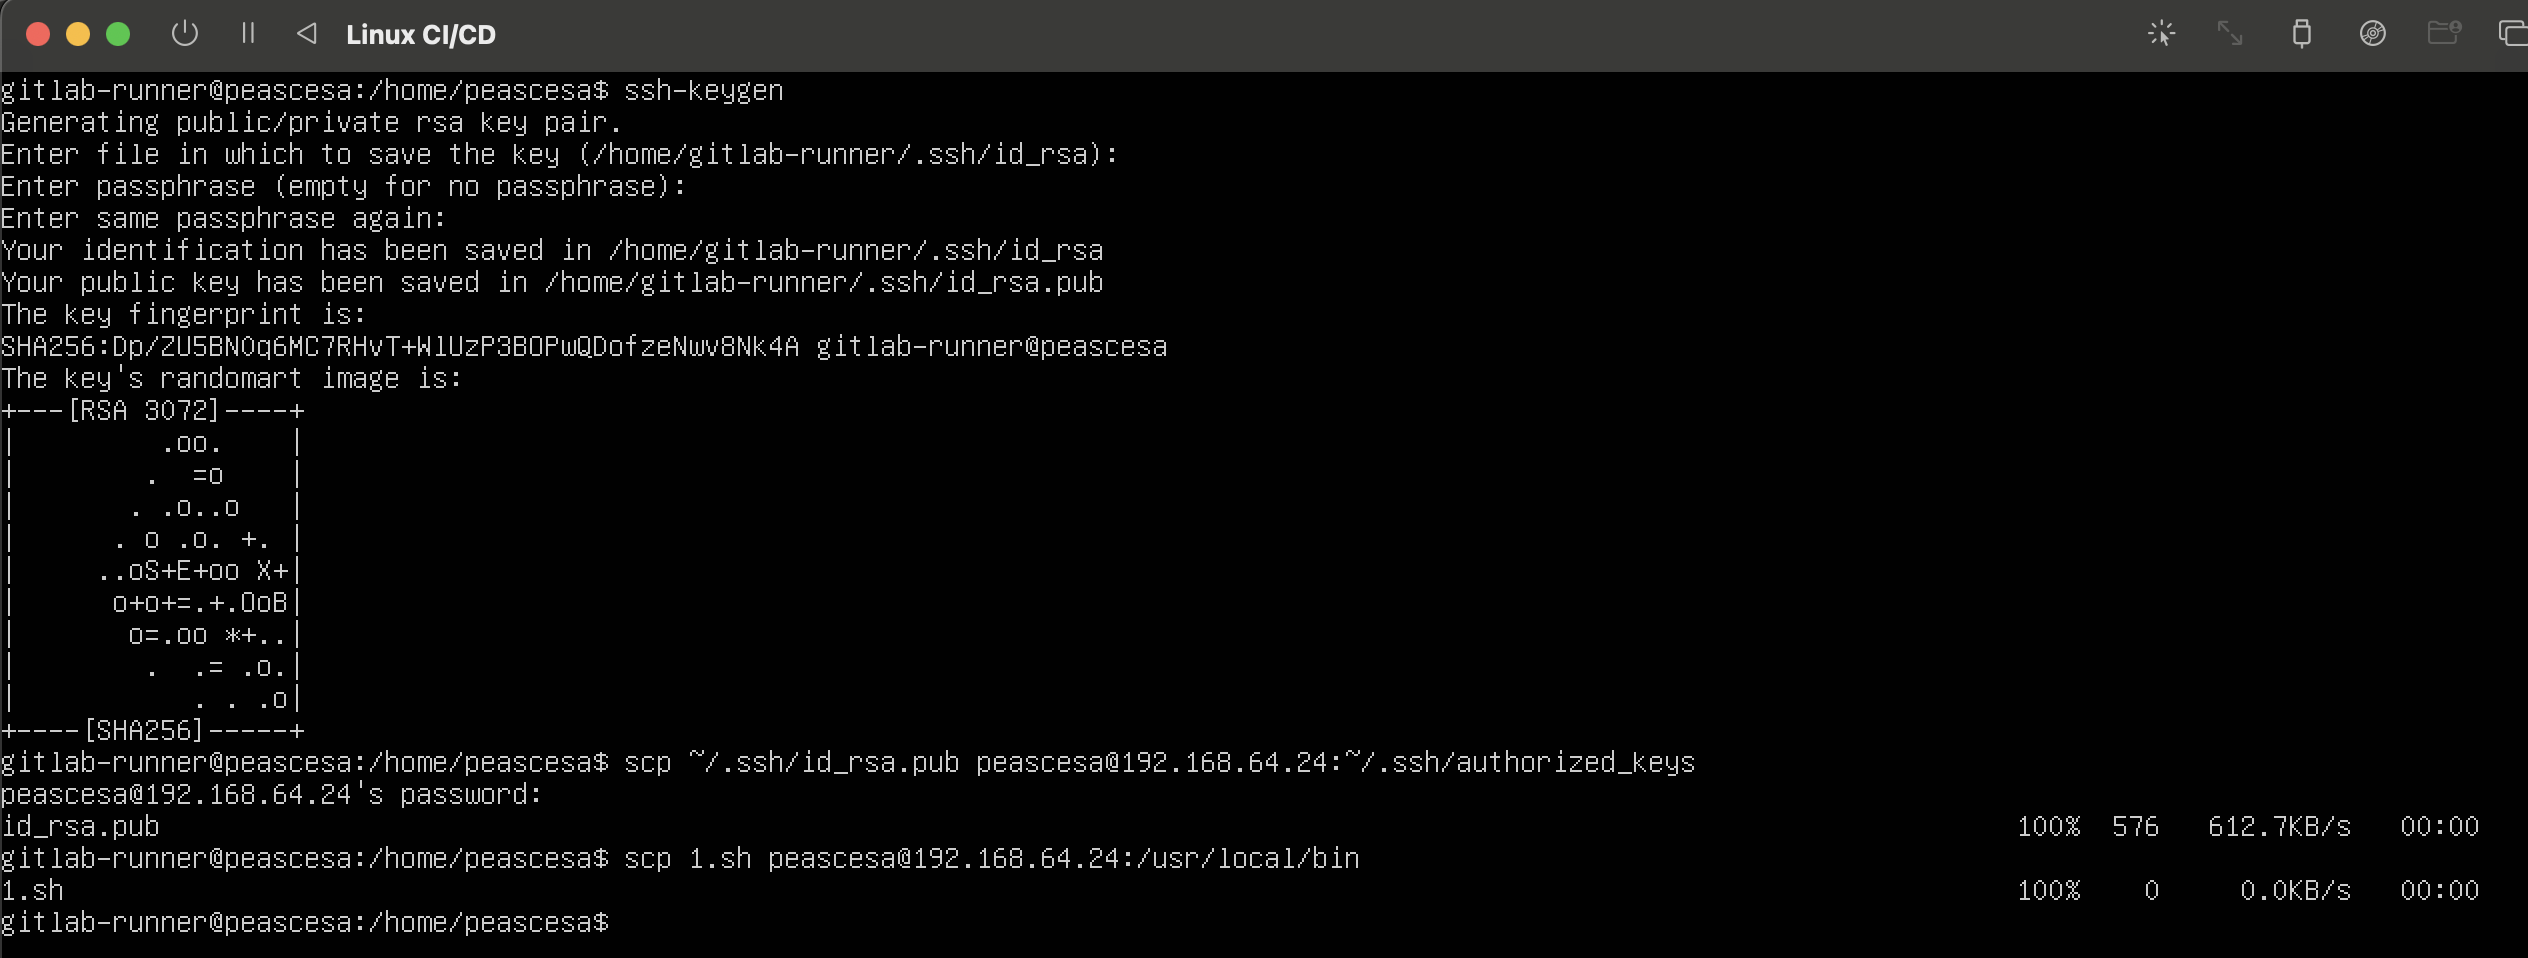 Linux CI/CD
gitlab-runner@peascesa:/home/peascesa$ ssh-keygen
Generating public/private rsa key pair.
Enter file in which to save the key (/home/gitlab-runner/.ssh/id_rsa):
Enter passphrase (empty for no passphrase):
Enter same passphrase again:
Your identification has been saved in /home/gitlab-runner/.ssh/id_rsa
Your public key has been saved in /home/gitlab-runner/.ssh/id_rsa.pub
The key fingerprint is:
SHA256:Dp/ZU5BN0q6MC7RHvT+WlUzP3BOPwQDofzeNwv8Nk4A gitlab-runner@peascesa
The key's randomart image is:
+---[RSA 3072]----+
|         .oo.    |
|        .  =o    |
|       . .o..o   |
|      . o .o. +. |
|     ..oS+E+oo X+|
|      o+o+=.+.OoB|
|       o=.oo *+..|
|        .  .= .o.|
|           . . .o|
+----[SHA256]-----+
gitlab-runner@peascesa:/home/peascesa$ scp ~/.ssh/id_rsa.pub peascesa@192.168.64.24:~/.ssh/authorized_keys
peascesa@192.168.64.24's password:
id_rsa.pub 100% 576 612.7KB/s 00:00
gitlab-runner@peascesa:/home/peascesa$ scp 1.sh peascesa@192.168.64.24:/usr/local/bin
1.sh 100% 0 0.0KB/s 00:00
gitlab-runner@peascesa:/home/peascesa$